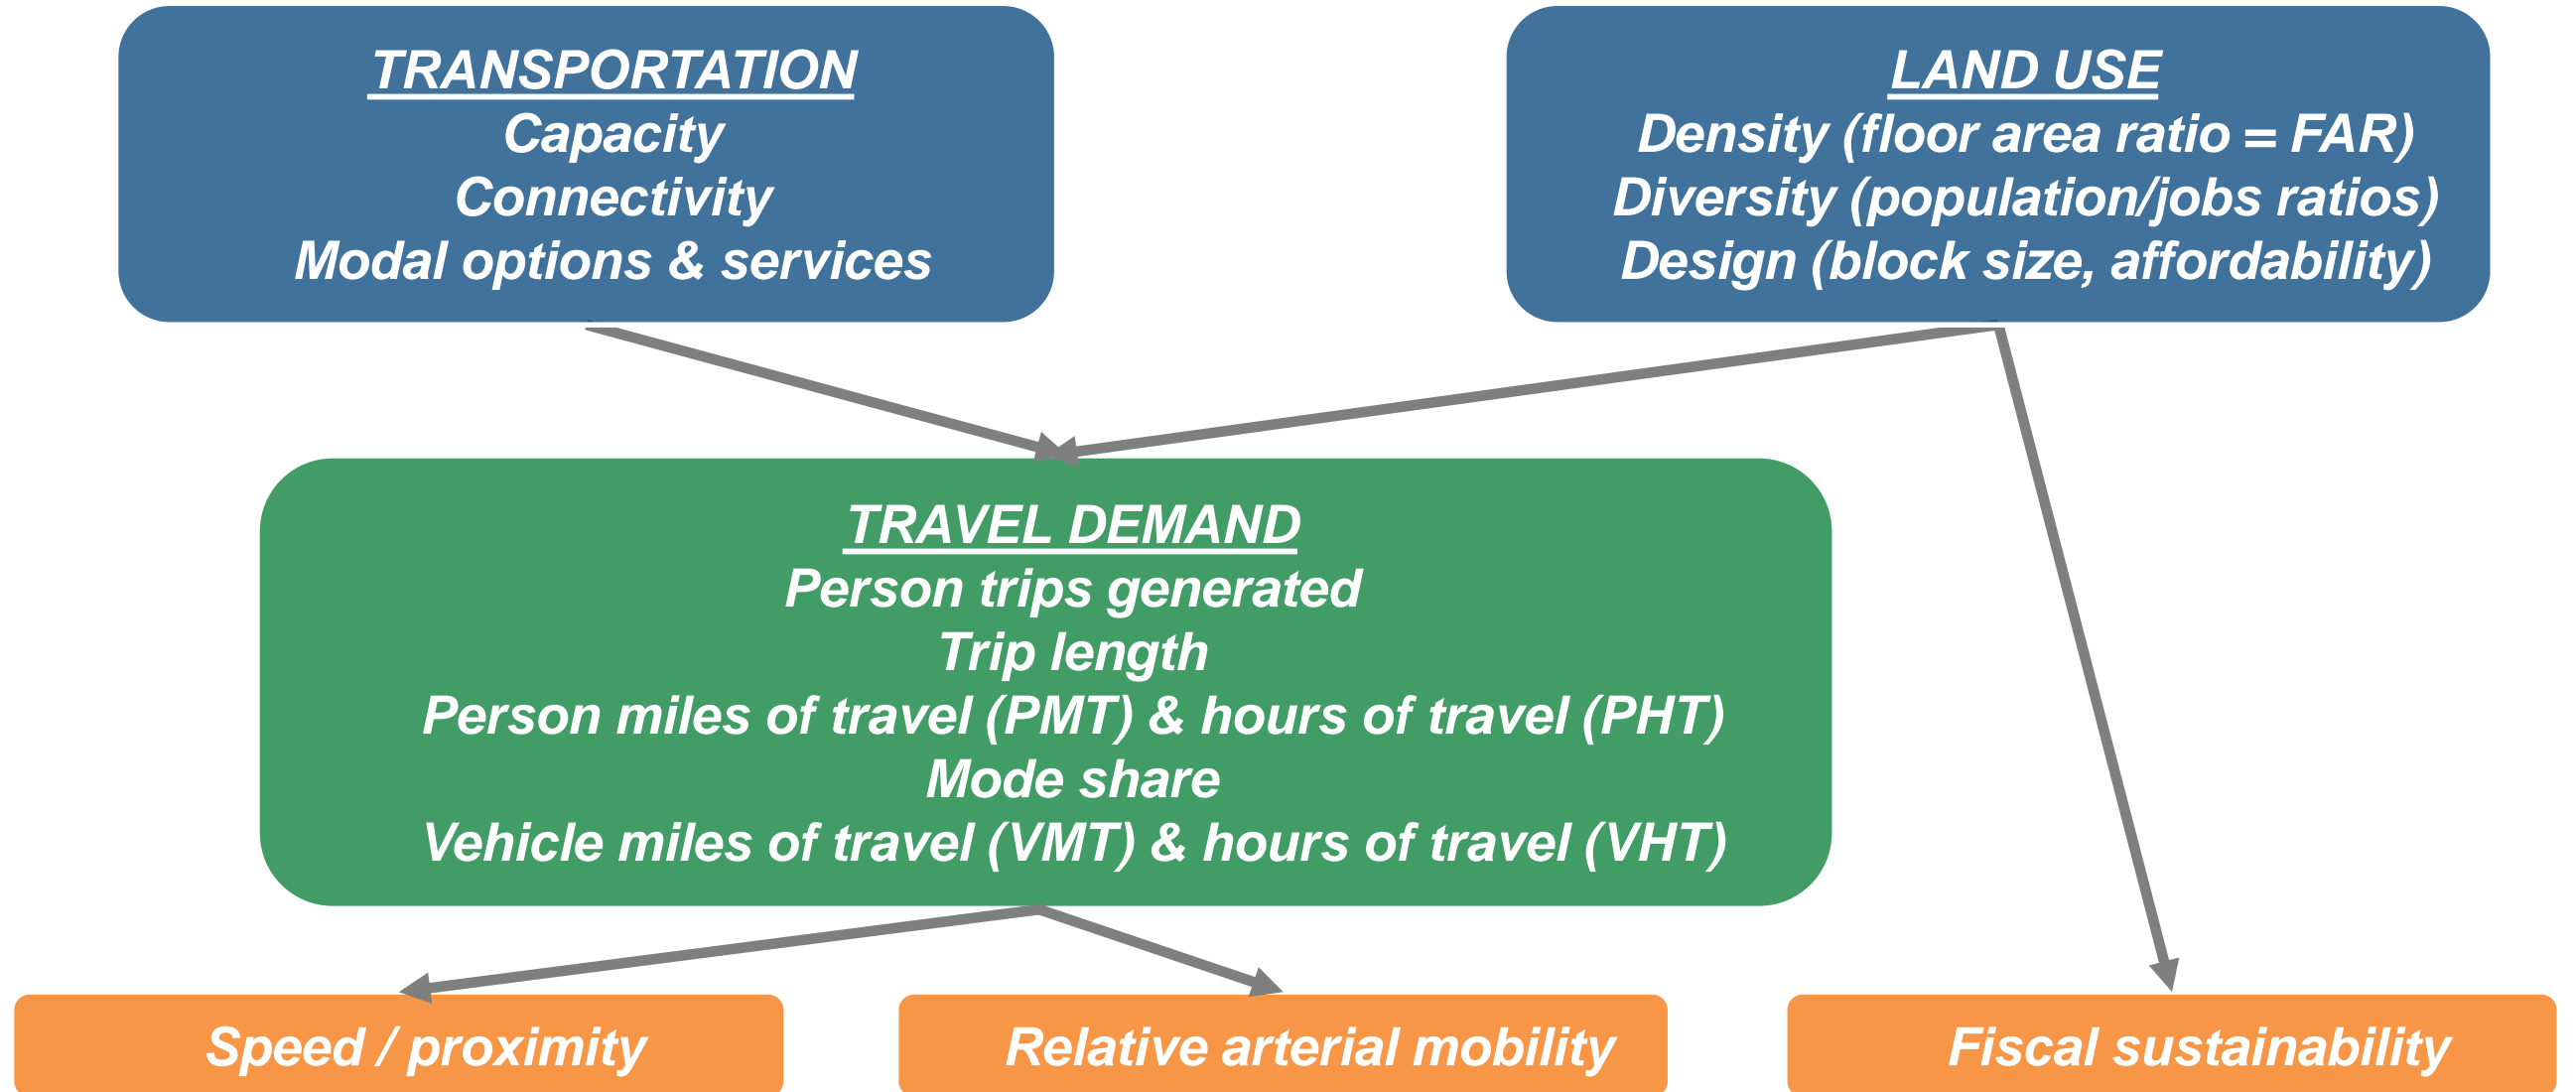 TRANSPORTATION
Capacity
Connectivity
Modal options & services
LAND USE
Density (floor area ratio = FAR)
Diversity (population/jobs ratios)
Design (block size, affordability)
TRAVEL DEMAND
Person trips generated
Trip length
Person miles of travel (PMT) & hours of travel (PHT)
Mode share
Vehicle miles of travel (VMT) & hours of travel (VHT)
Speed / proximity
Relative arterial mobility
Fiscal sustainability